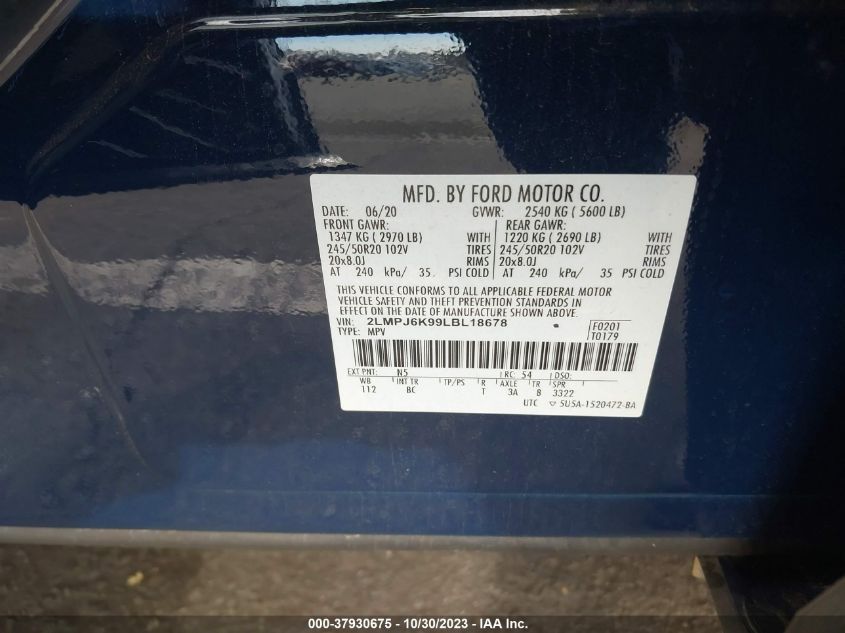 MFD. BY FORD MOTOR CO.
DATE: 06/20 GVWR: 2540 KG ( 5600 LB)
FRONT GAWR: REAR GAWR:
1347 KG ( 2970 LB) WITH 1220 KG ( 2690 LB) WITH
245/50R20 102V TIRES 245/50R20 102V TIRES
20x8.0J RIMS 20x8.0J RIMS
AT 240 kPa/ 35 PSI COLD AT 240 kPa/ 35 PSI COLD
THIS VEHICLE CONFORMS TO ALL APPLICABLE FEDERAL MOTOR
VEHICLE SAFETY AND THEFT PREVENTION STANDARDS IN
EFFECT ON THE DATE OF MANUFACTURE SHOWN ABOVE.
VIN: 2LMPJ6K99LBL18678 F0201
TYPE: MPV T0179
EXT PNT: N5 RC: 54 DSO:
WB INT TR TP/PS R AXLE TR SPR
112 BC T 3A 8 3322
UTC 5U5A-1520472-BA
000-37930675 | 10/30/2023 | © IAA Inc.